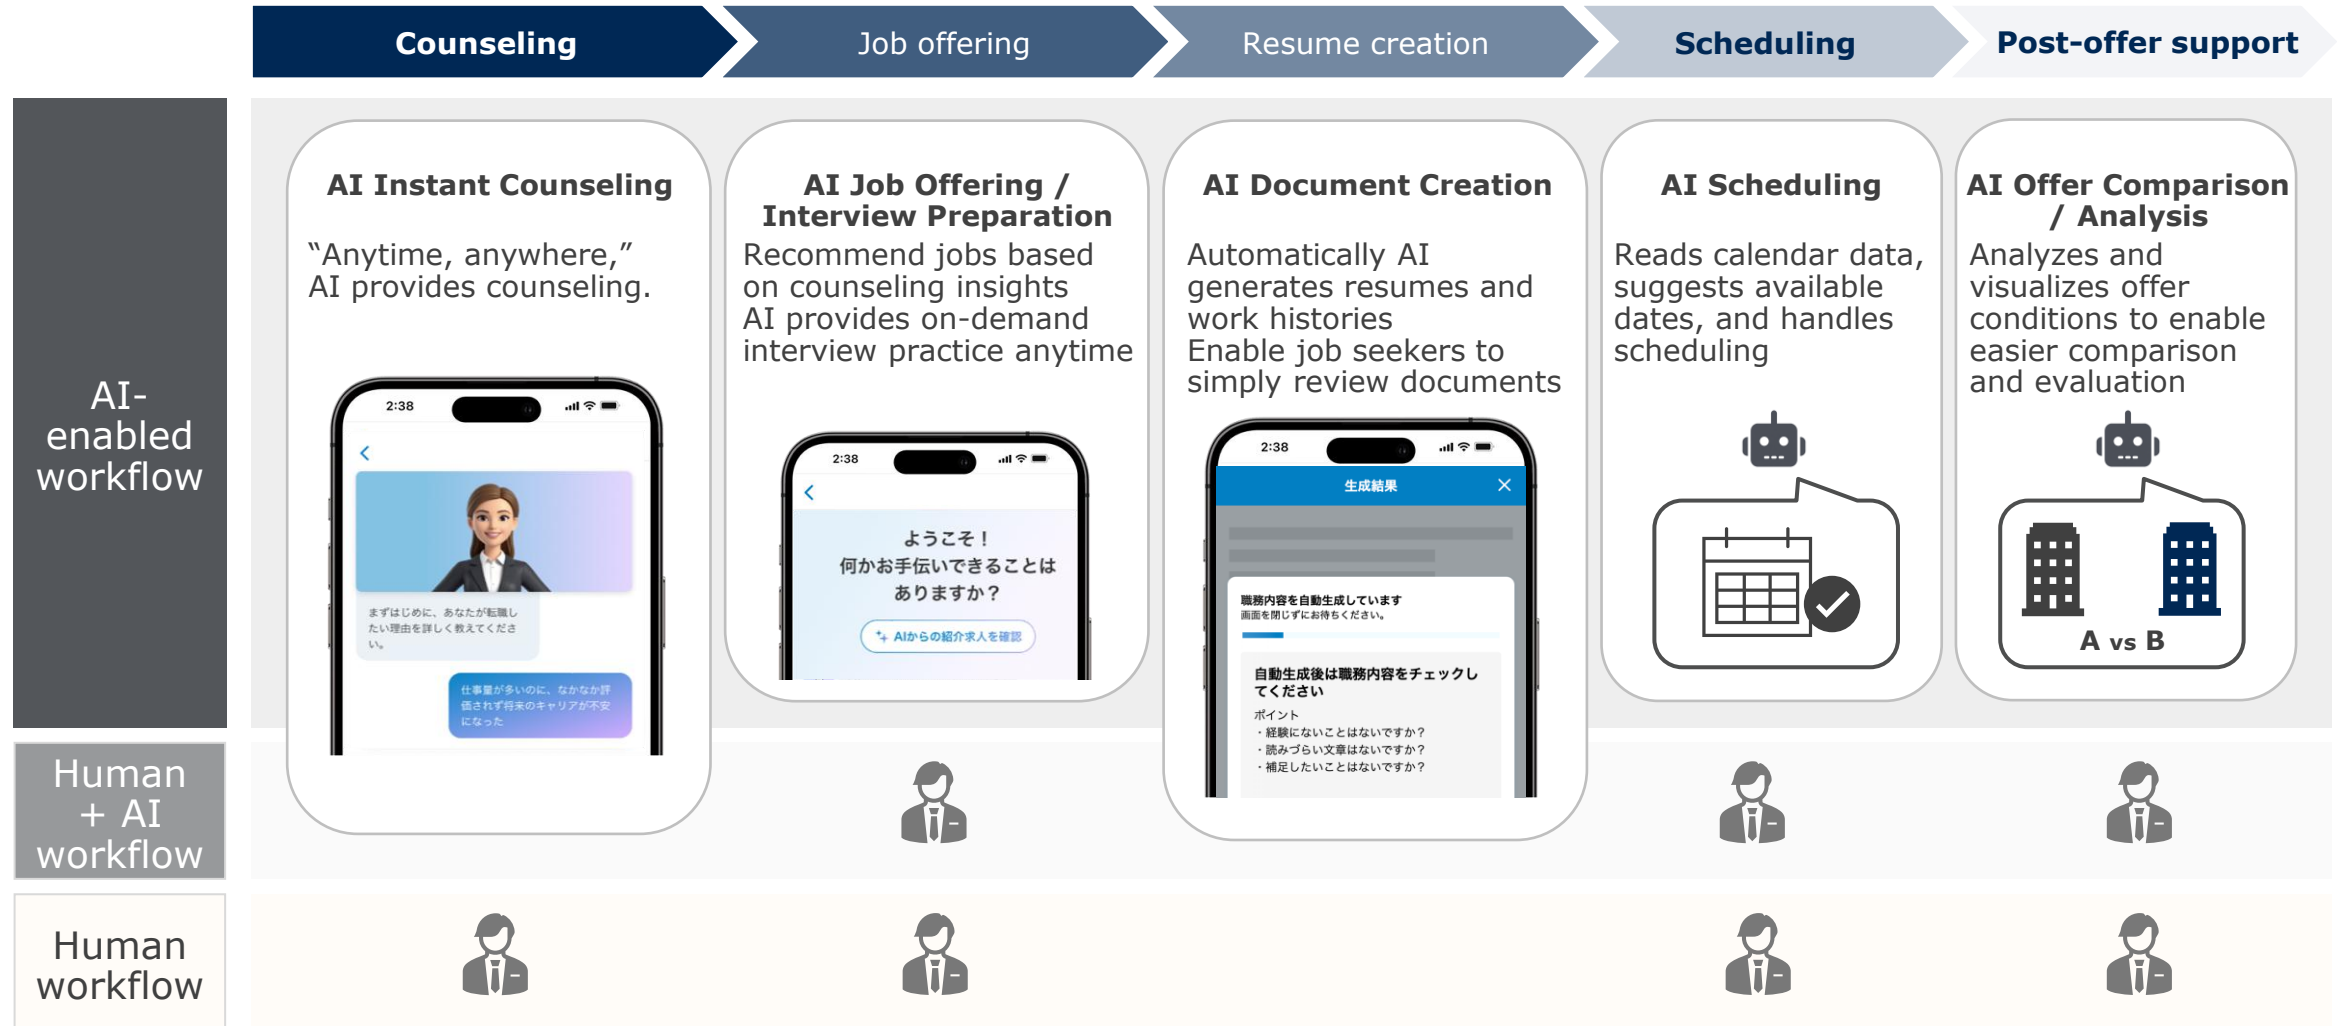 Counseling
Job offering
Resume creation
Scheduling
Post-offer support
AI-
enabled
workflow
AI Instant Counseling
“Anytime, anywhere,”
AI provides counseling.
2:38
まずはじめに、あなたが転職し
たい理由を詳しく教えてくださ
い。
仕事量が多いのに、なかなか評
価されず将来のキャリアが不安
になった
AI Job Offering /
Interview Preparation
Recommend jobs based
on counseling insights
AI provides on-demand
interview practice anytime
2:38
ようこそ！
何かお手伝いできることは
ありますか？
AIからの紹介求人を確認
AI Document Creation
Automatically AI
generates resumes and
work histories
Enable job seekers to
simply review documents
2:38
生成結果
職務内容を自動生成しています
画面を閉じずにお待ちください。
自動生成後は職務内容をチェックし
てください
ポイント
・経験にないことはないですか？
・読みづらい文章はないですか？
・補足したいことはないですか？
AI Scheduling
Reads calendar data,
suggests available
dates, and handles
scheduling
AI Offer Comparison
/ Analysis
Analyzes and
visualizes offer
conditions to enable
easier comparison
and evaluation
A vs B
Human
+ AI
workflow
Human
workflow